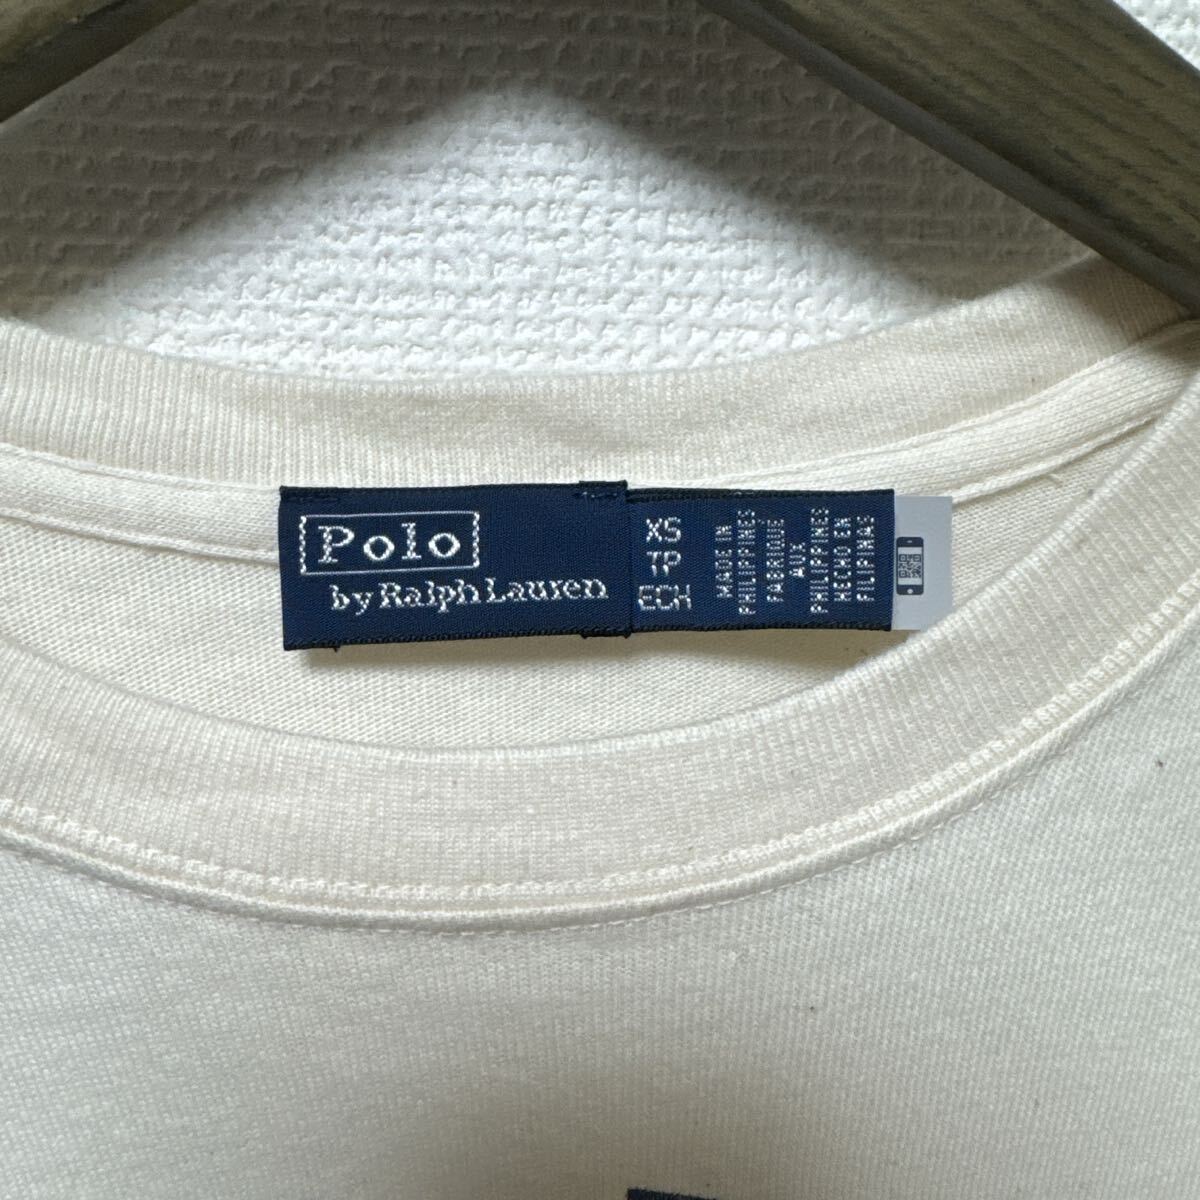 Polo
by Ralph Lauren
XS
TP
ECH
MADE IN
PHILIPPINES
FABRIQUÉ
AUX
PHILIPPINES
HECHO EN
FILIPINAS